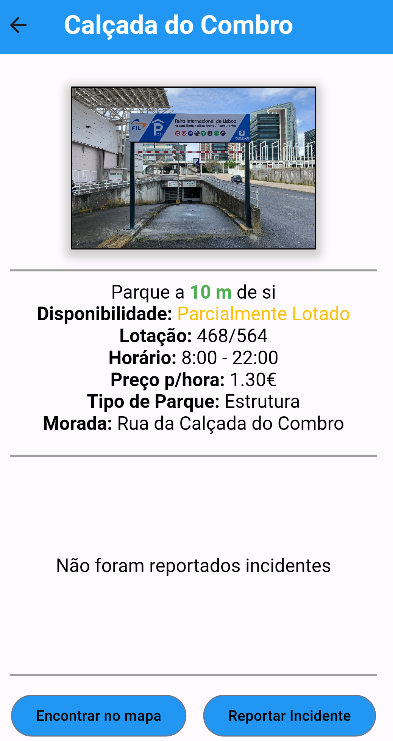 Calçada do Combro
FIL
P
Feira Internacional de Lisboa
Parque a 10 m de si
Disponibilidade: Parcialmente Lotado
Lotação: 468/564
Horário: 8:00 - 22:00
Preço p/hora: 1.30€
Tipo de Parque: Estrutura
Morada: Rua da Calçada do Combro
Não foram reportados incidentes
Encontrar no mapa
Reportar Incidente